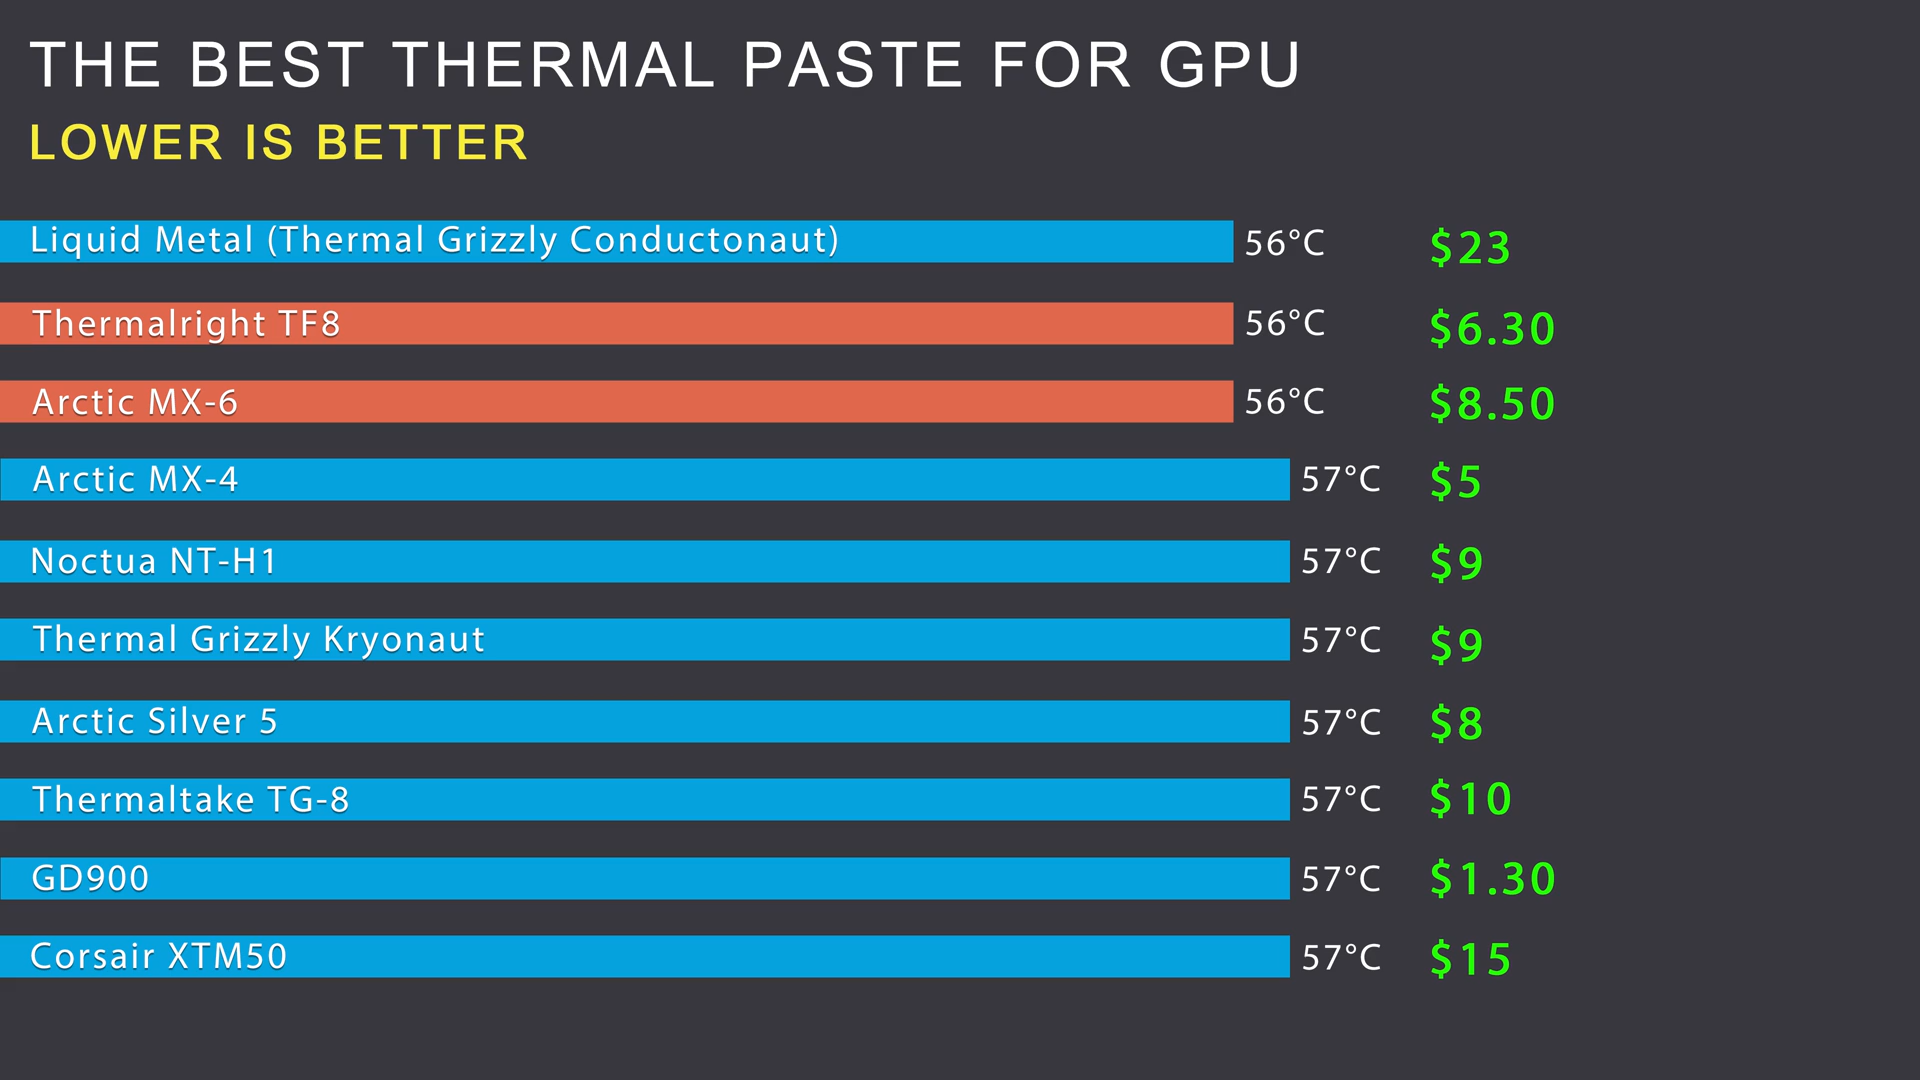 THE BEST THERMAL PASTE FOR GPU
LOWER IS BETTER
Liquid Metal (Thermal Grizzly Conductonaut) 56°C $23
Thermalright TF8 56°C $6.30
Arctic MX-6 56°C $8.50
Arctic MX-4 57°C $5
Noctua NT-H1 57°C $9
Thermal Grizzly Kryonaut 57°C $9
Arctic Silver 5 57°C $8
Thermaltake TG-8 57°C $10
GD900 57°C $1.30
Corsair XTM50 57°C $15